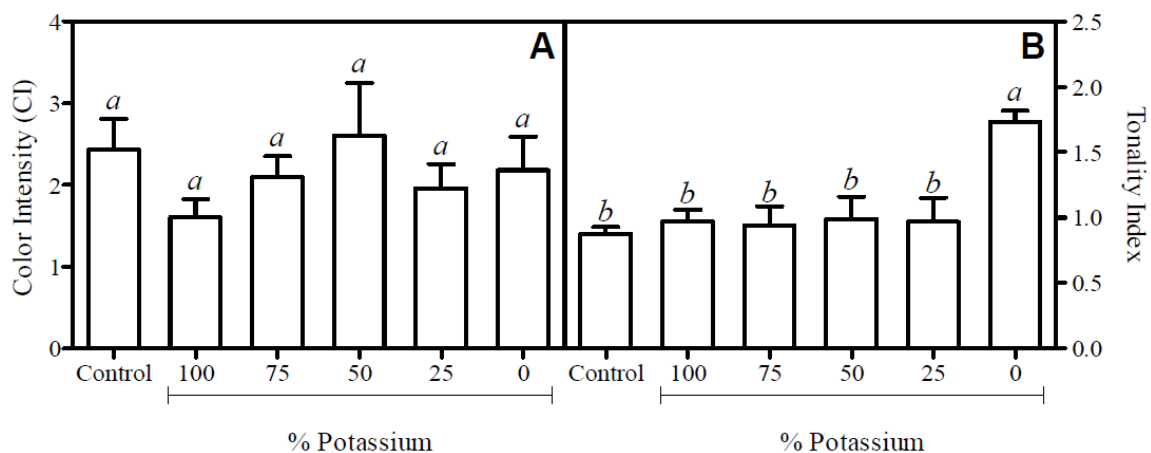 4 A B 2.5
a a
a a a 2.0
3 a
a
Color Intensity (CI) 1.5 Tonality Index
2 b b b b
b 1.0
1 0.5
0 0.0
Control 100 75 50 25 0 Control 100 75 50 25 0
% Potassium % Potassium